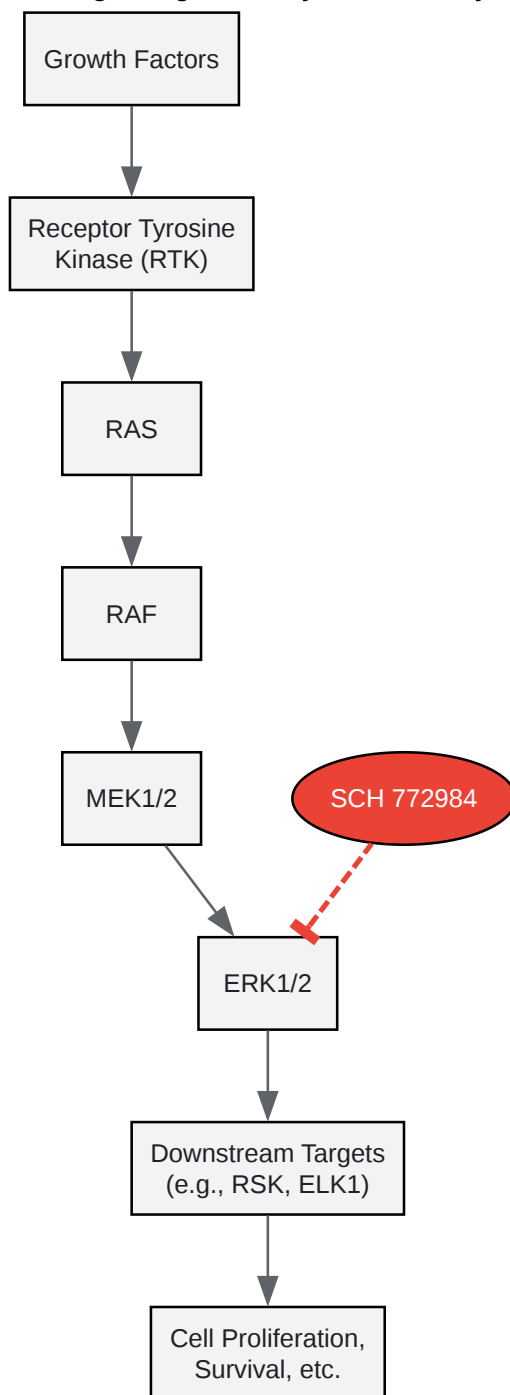 Growth Factors
Receptor Tyrosine
Kinase (RTK)
RAS
RAF
MEK1/2
SCH 772984
ERK1/2
Downstream Targets
(e.g., RSK, ELK1)
Cell Proliferation,
Survival, etc.